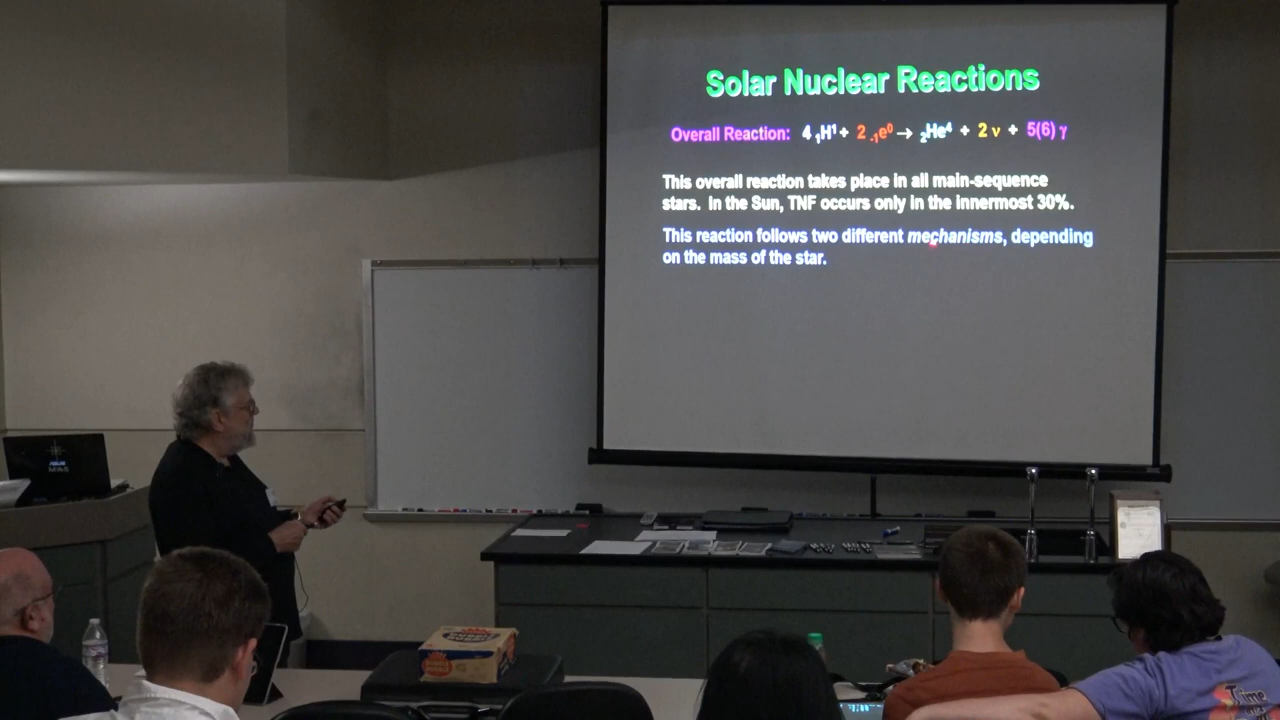 Solar Nuclear Reactions
Overall Reaction: 4 ₁H¹ + 2 ₋₁e⁰ → ₂He⁴ + 2 ν + 5(6) γ
This overall reaction takes place in all main-sequence
stars. In the Sun, TNF occurs only in the innermost 30%.
This reaction follows two different mechanisms, depending
on the mass of the star.
ASUS
Time